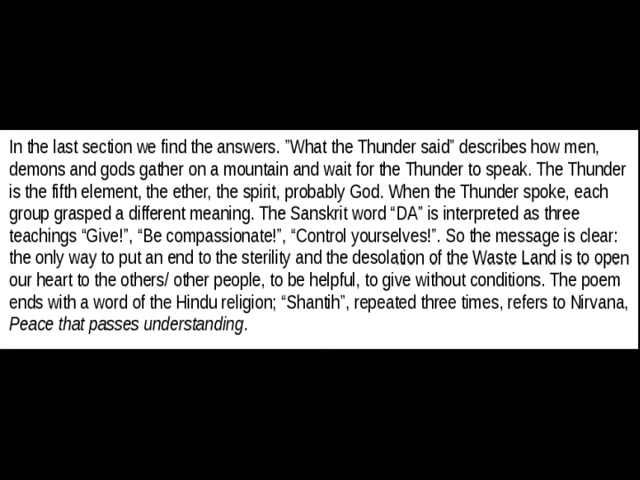 In the last section we find the answers. ”What the Thunder said” describes how men,
demons and gods gather on a mountain and wait for the Thunder to speak. The Thunder
is the fifth element, the ether, the spirit, probably God. When the Thunder spoke, each
group grasped a different meaning. The Sanskrit word “DA” is interpreted as three
teachings “Give!”, “Be compassionate!”, “Control yourselves!”. So the message is clear:
the only way to put an end to the sterility and the desolation of the Waste Land is to open
our heart to the others/ other people, to be helpful, to give without conditions. The poem
ends with a word of the Hindu religion; “Shantih”, repeated three times, refers to Nirvana,
Peace that passes understanding.